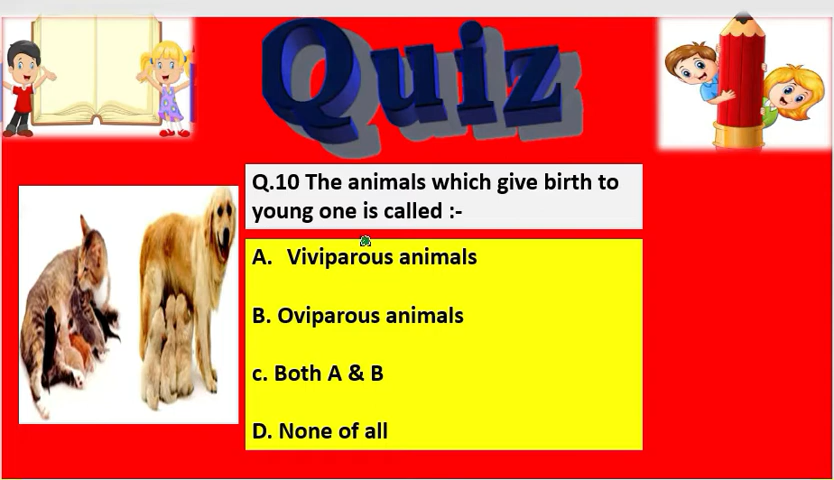 Quiz
Q.10 The animals which give birth to
young one is called :-
A. Viviparous animals
B. Oviparous animals
c. Both A & B
D. None of all